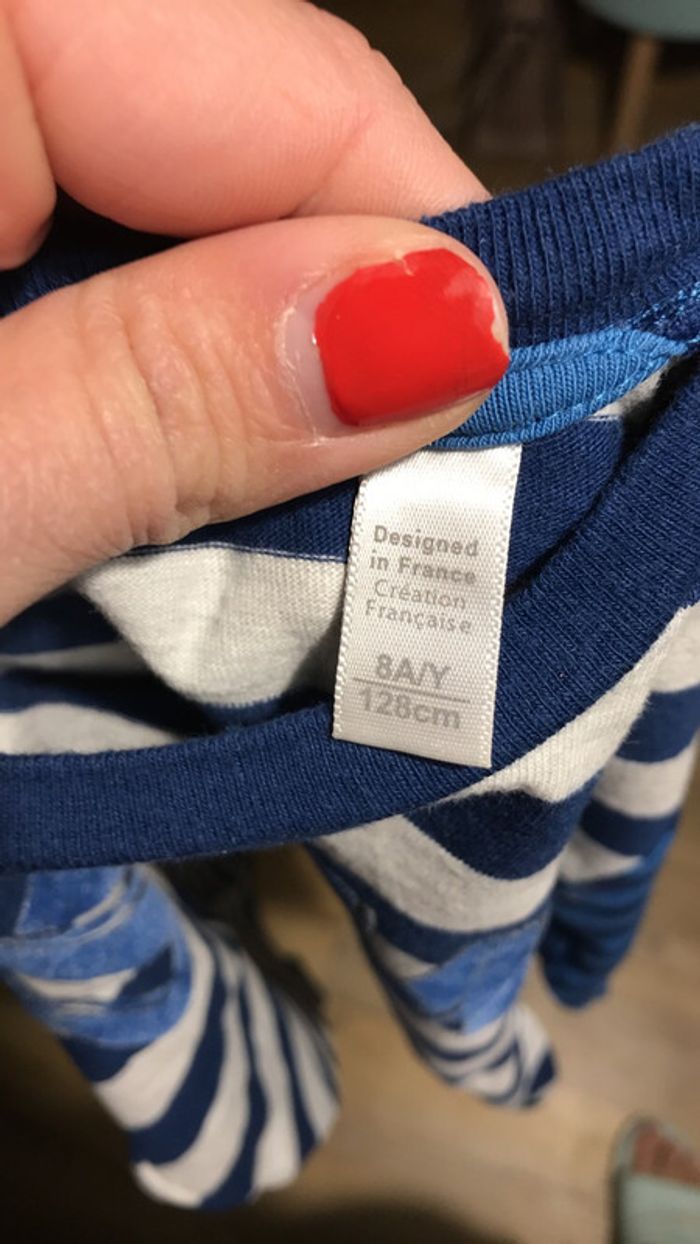 Designed
in France
Création
Française
8A/Y
128cm